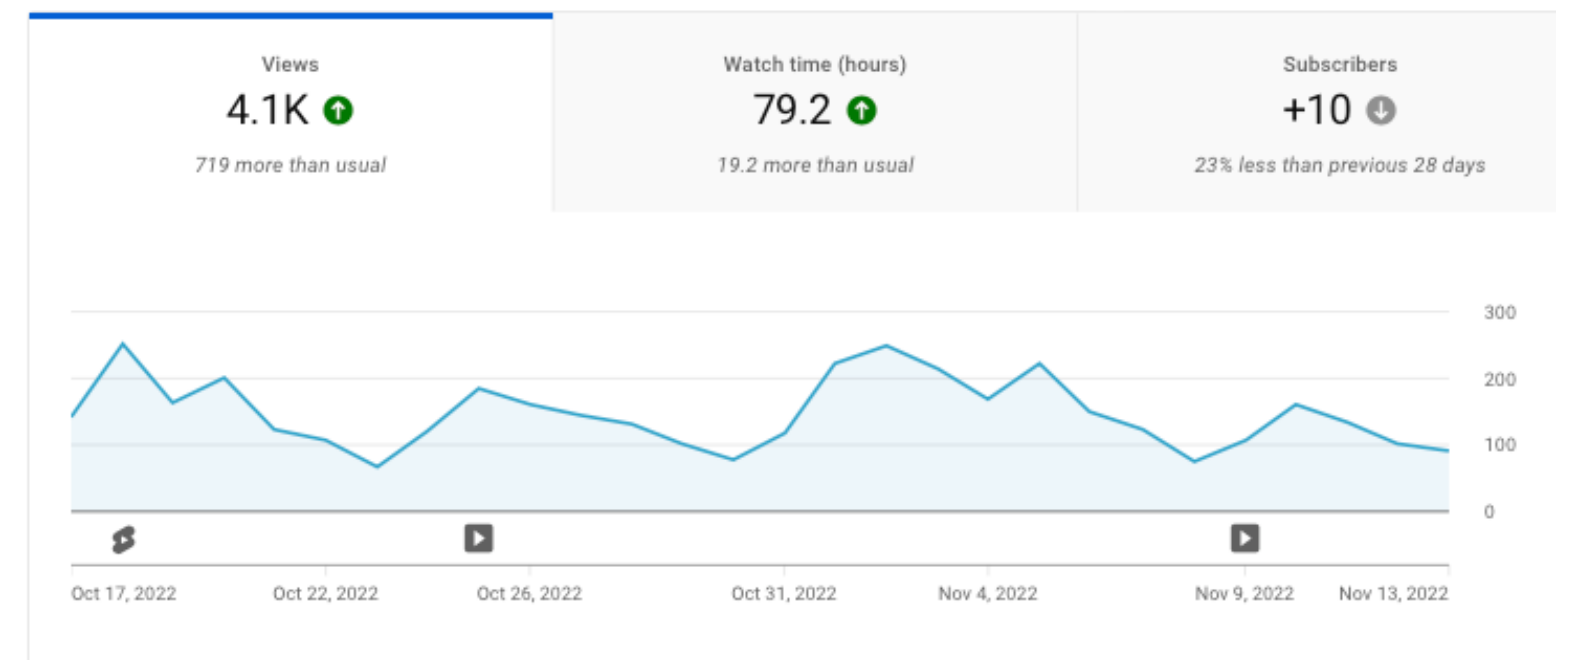 Views
4.1K
719 more than usual
Watch time (hours)
79.2
19.2 more than usual
Subscribers
+10
23% less than previous 28 days
300
200
100
0
Oct 17, 2022
Oct 22, 2022
Oct 26, 2022
Oct 31, 2022
Nov 4, 2022
Nov 9, 2022
Nov 13, 2022